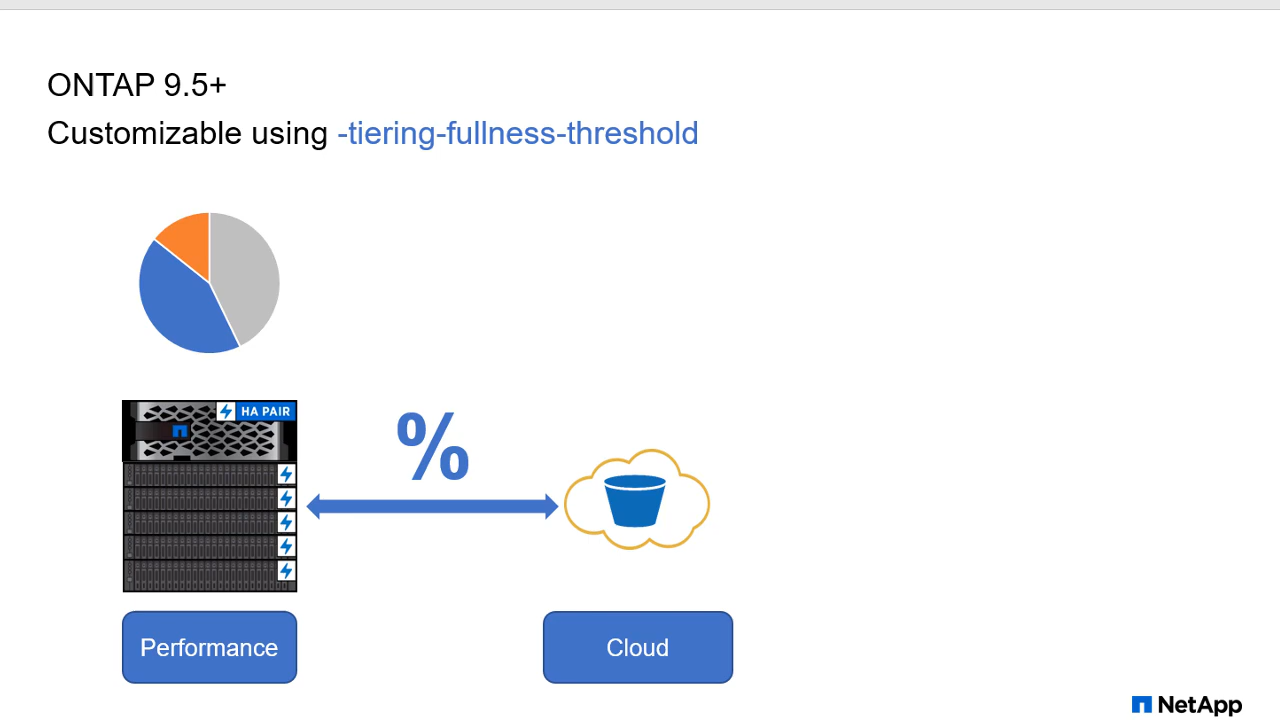 ONTAP 9.5+
Customizable using -tiering-fullness-threshold
HA PAIR
%
Performance
Cloud
NetApp